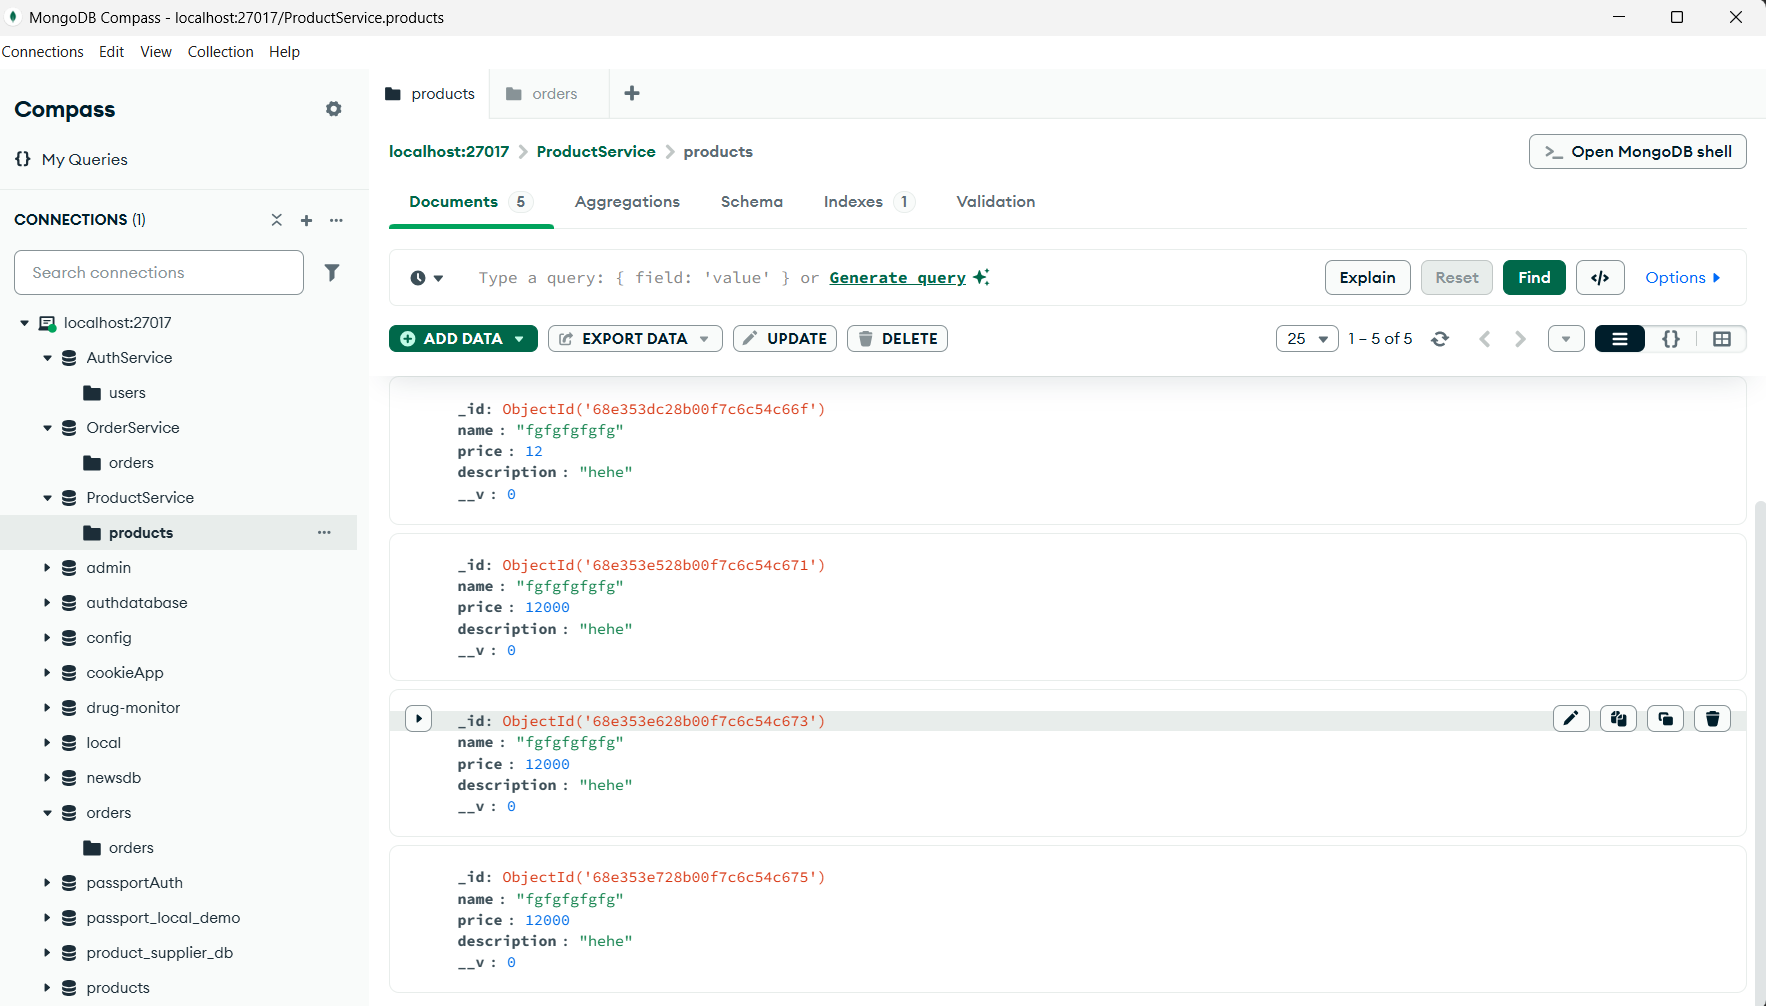 MongoDB Compass - localhost:27017/ProductService.products
Connections Edit View Collection Help
Compass
{} My Queries
CONNECTIONS (1)
Search connections
localhost:27017
AuthService
users
OrderService
orders
ProductService
products
admin
authdatabase
config
cookieApp
drug-monitor
local
newsdb
orders
orders
passportAuth
passport_local_demo
product_supplier_db
products
products orders
localhost:27017 > ProductService > products
>_ Open MongoDB shell
Documents 5 Aggregations Schema Indexes 1 Validation
Type a query: { field: 'value' } or Generate query
Explain Reset Find </> Options
ADD DATA EXPORT DATA UPDATE DELETE
25 1 – 5 of 5 {}
_id: ObjectId('68e353dc28b00f7c6c54c66f')
name : "fgfgfgfgfg"
price : 12
description : "hehe"
__v : 0
_id: ObjectId('68e353e528b00f7c6c54c671')
name : "fgfgfgfgfg"
price : 12000
description : "hehe"
__v : 0
_id: ObjectId('68e353e628b00f7c6c54c673')
name : "fgfgfgfgfg"
price : 12000
description : "hehe"
__v : 0
_id: ObjectId('68e353e728b00f7c6c54c675')
name : "fgfgfgfgfg"
price : 12000
description : "hehe"
__v : 0